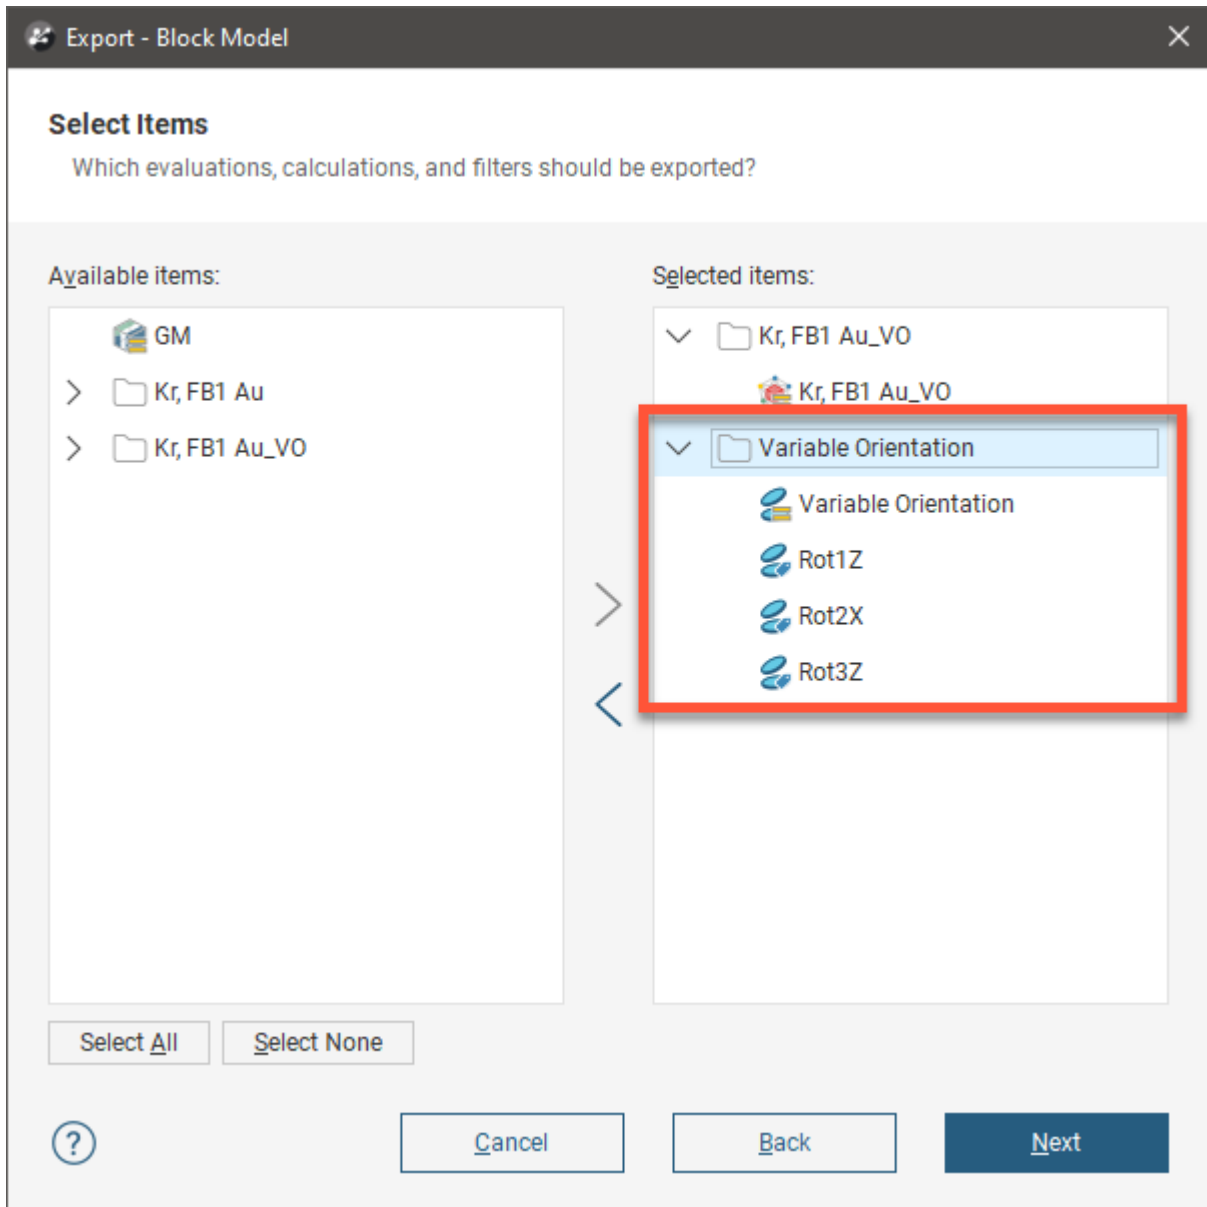 Export - Block Model
Select Items
Which evaluations, calculations, and filters should be exported?
Available items:
GM
Kr, FB1 Au
Kr, FB1 Au_VO
Selected items:
Kr, FB1 Au_VO
Kr, FB1 Au_VO
Variable Orientation
Variable Orientation
Rot1Z
Rot2X
Rot3Z
Select All
Select None
?
Cancel
Back
Next